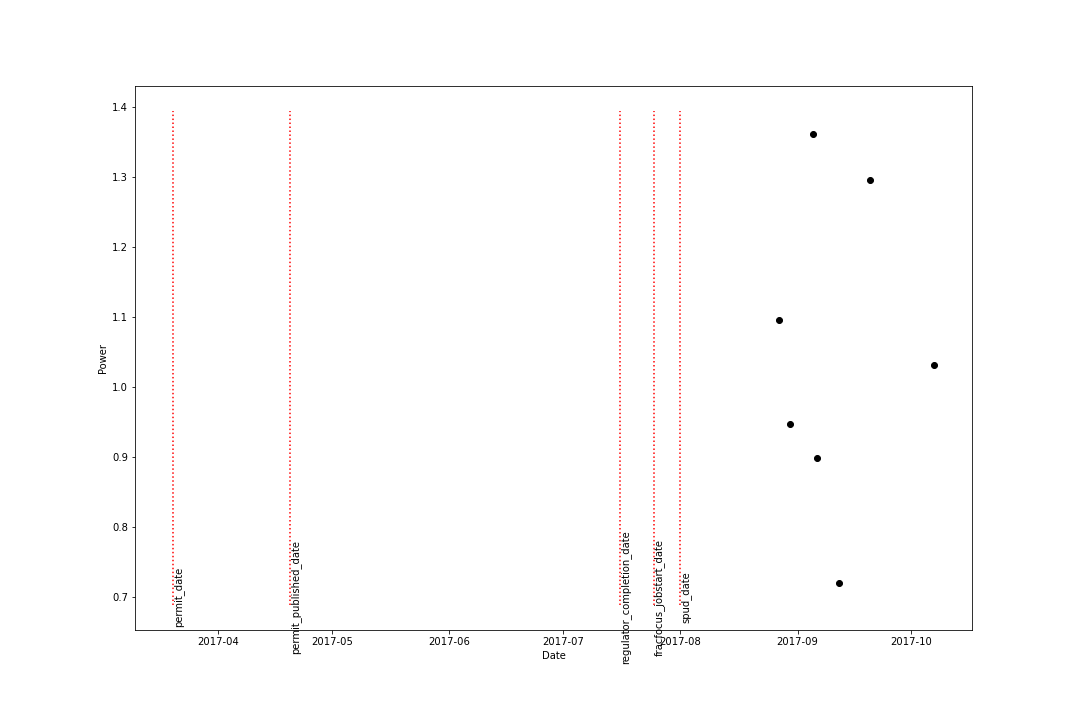 1.4
1.3
1.2
1.1
1.0
0.9
0.8
0.7
Power
permit_date
permit_published_date
regulator_completion_date
fracfocus_jobstart_date
spud_date
2017-04
2017-05
2017-06
2017-07
2017-08
2017-09
2017-10
Date